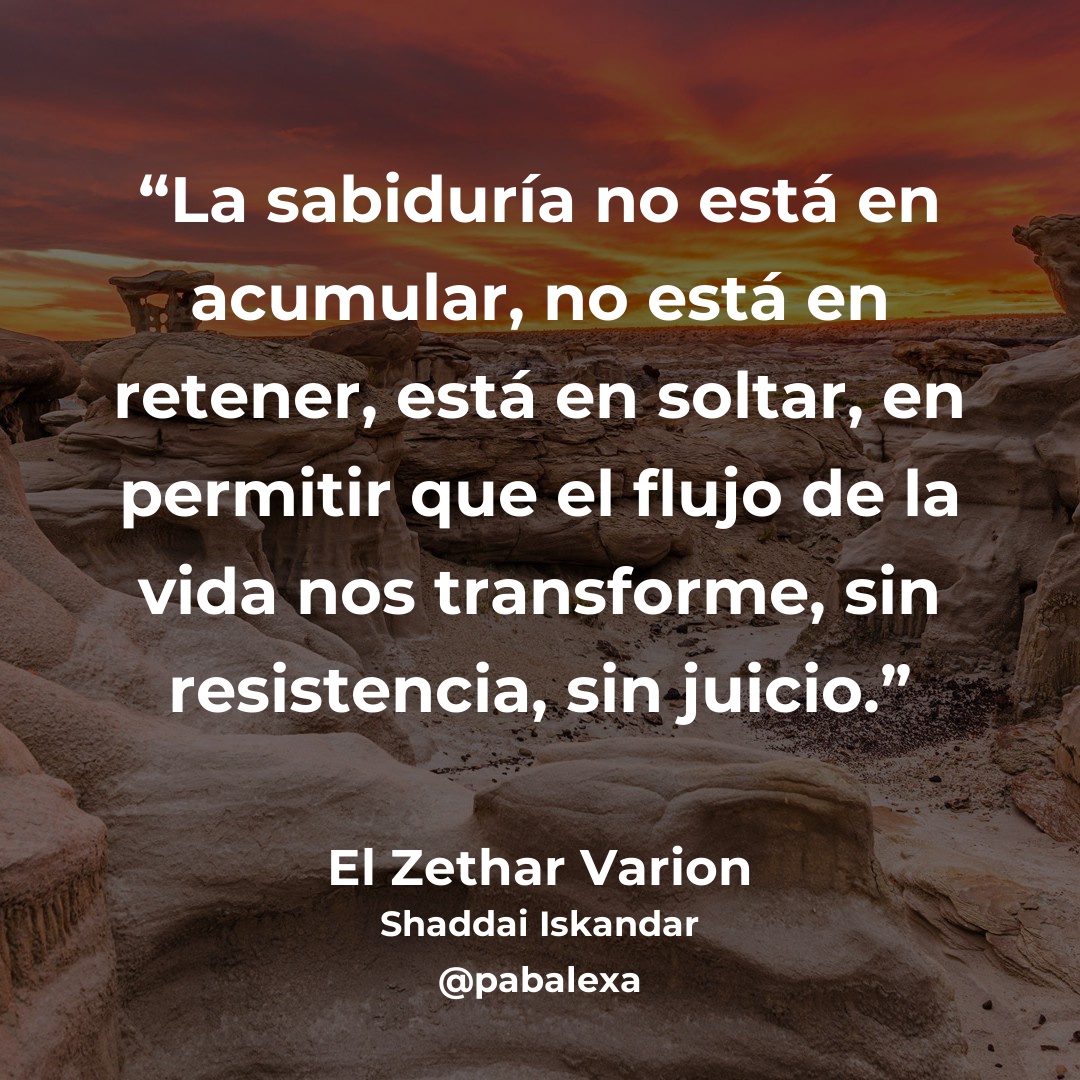 “La sabiduría no está en
acumular, no está en
retener, está en soltar, en
permitir que el flujo de la
vida nos transforme, sin
resistencia, sin juicio.”
El Zethar Varion
Shaddai Iskandar
@pabalexa